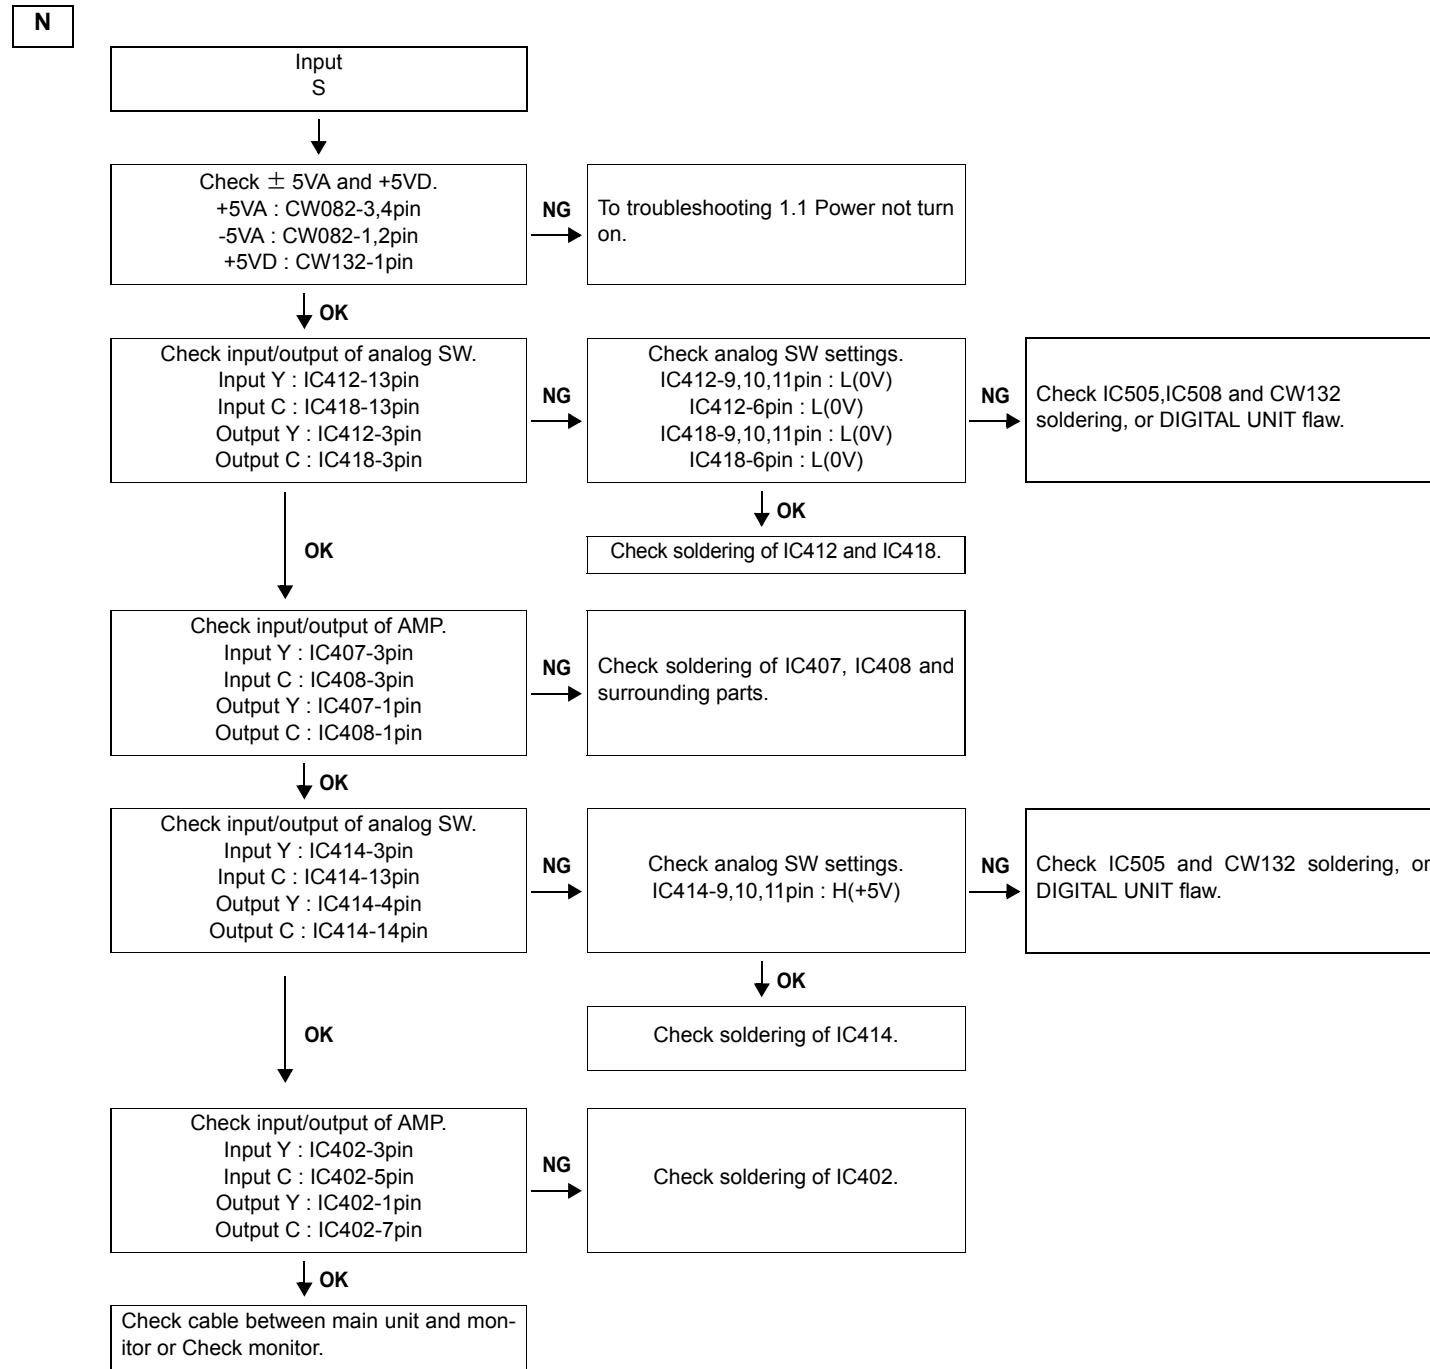 N
Input
S
Check ± 5VA and +5VD.
+5VA : CW082-3,4pin
-5VA : CW082-1,2pin
+5VD : CW132-1pin
NG
To troubleshooting 1.1 Power not turn
on.
OK
Check input/output of analog SW.
Input Y : IC412-13pin
Input C : IC418-13pin
Output Y : IC412-3pin
Output C : IC418-3pin
NG
Check analog SW settings.
IC412-9,10,11pin : L(0V)
IC412-6pin : L(0V)
IC418-9,10,11pin : L(0V)
IC418-6pin : L(0V)
NG
Check IC505,IC508 and CW132
soldering, or DIGITAL UNIT flaw.
OK
Check soldering of IC412 and IC418.
OK
Check input/output of AMP.
Input Y : IC407-3pin
Input C : IC408-3pin
Output Y : IC407-1pin
Output C : IC408-1pin
NG
Check soldering of IC407, IC408 and
surrounding parts.
OK
Check input/output of analog SW.
Input Y : IC414-3pin
Input C : IC414-13pin
Output Y : IC414-4pin
Output C : IC414-14pin
NG
Check analog SW settings.
IC414-9,10,11pin : H(+5V)
NG
Check IC505 and CW132 soldering, or
DIGITAL UNIT flaw.
OK
Check soldering of IC414.
OK
Check input/output of AMP.
Input Y : IC402-3pin
Input C : IC402-5pin
Output Y : IC402-1pin
Output C : IC402-7pin
NG
Check soldering of IC402.
OK
Check cable between main unit and mon-
itor or Check monitor.